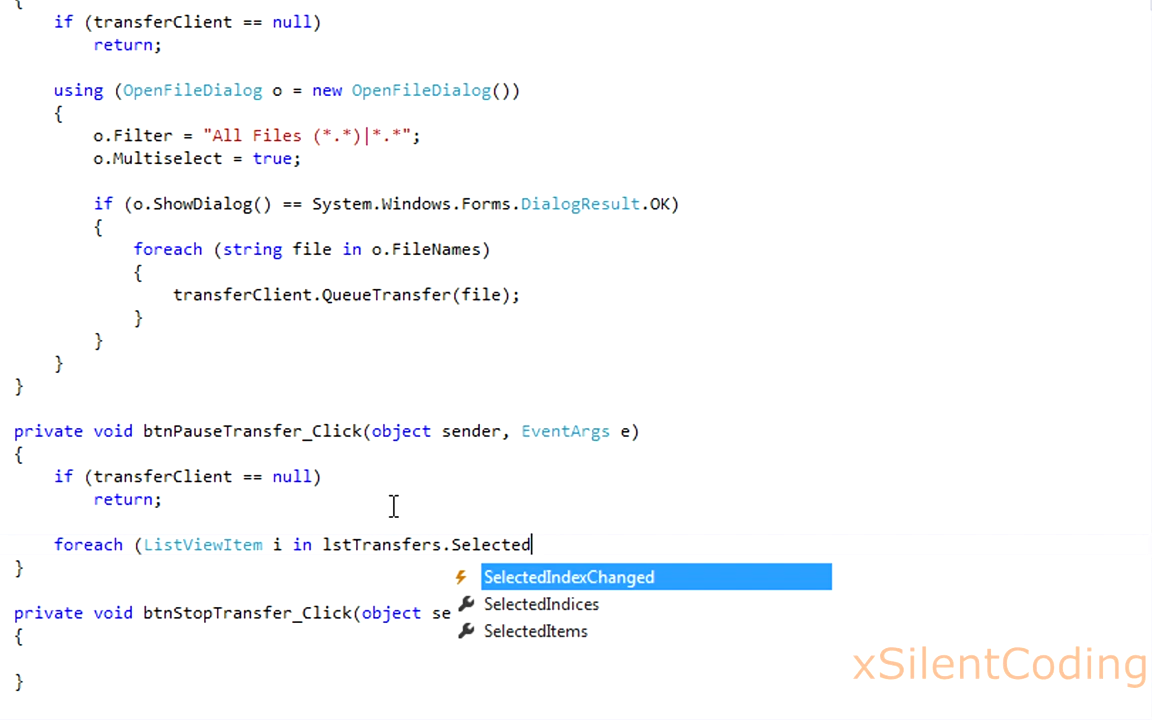 {
if (transferClient == null)
return;
using (OpenFileDialog o = new OpenFileDialog())
{
o.Filter = "All Files (*.*)|*.*";
o.Multiselect = true;
if (o.ShowDialog() == System.Windows.Forms.DialogResult.OK)
{
foreach (string file in o.FileNames)
{
transferClient.QueueTransfer(file);
}
}
}
}
private void btnPauseTransfer_Click(object sender, EventArgs e)
{
if (transferClient == null)
return;
foreach (ListViewItem i in lstTransfers.Selected
}
SelectedIndexChanged
SelectedIndices
SelectedItems
private void btnStopTransfer_Click(object se
{
}
xSilentCoding